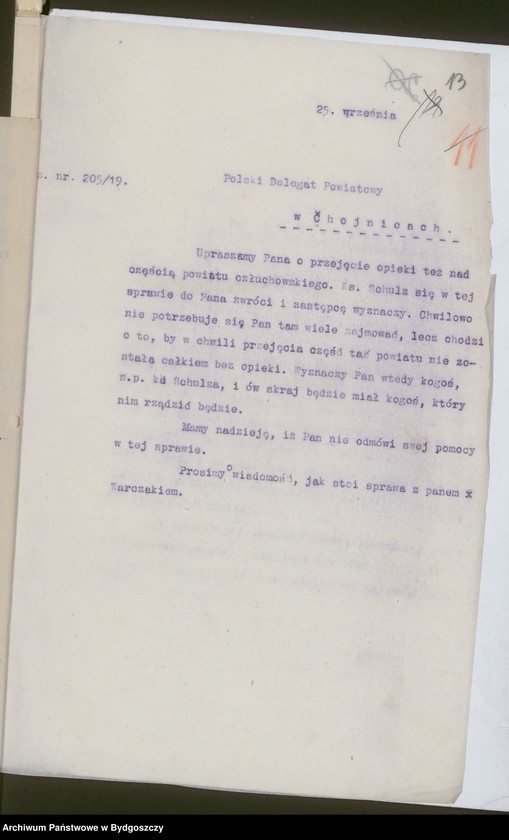 13
25. września
11
z. nr. 205/19.
Polski Delegat Powiatowy
w Chojnicach.
Upraszamy Pana o przejęcie opieki też nad
częścią powiatu człuchowskiego. Ks. Schulz się w tej
sprawie do Pana zwróci i zastępcę wyznaczy. Chwilowo
nie potrzebuje się Pan tam wiele zajmować, lecz chodzi
o to, by w chwili przejęcia część ta powiatu nie zo-
stała całkiem bez opieki. Wyznaczy Pan wtedy kogoś,
n.p. kd Schulza, i ów skraj będzie miał kogoś, który
nim rządzić będzie.
Mamy nadzieję, iż Pan nie odmówi swej pomocy
w tej sprawie.
Prosimy o wiadomość, jak stoi sprawa z panem x
Warczakiem.
Archiwum Państwowe w Bydgoszczy